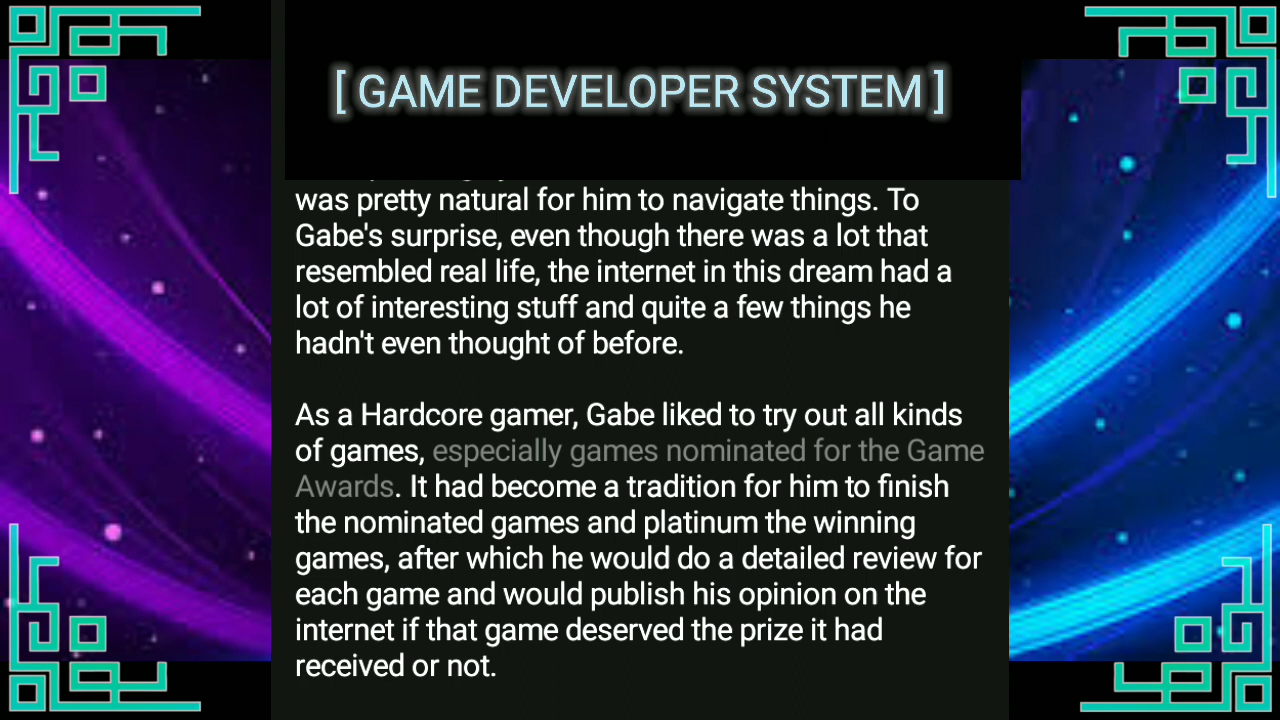 [ GAME DEVELOPER SYSTEM ]
was pretty natural for him to navigate things. To
Gabe's surprise, even though there was a lot that
resembled real life, the internet in this dream had a
lot of interesting stuff and quite a few things he
hadn't even thought of before.
As a Hardcore gamer, Gabe liked to try out all kinds
of games, especially games nominated for the Game
Awards. It had become a tradition for him to finish
the nominated games and platinum the winning
games, after which he would do a detailed review for
each game and would publish his opinion on the
internet if that game deserved the prize it had
received or not.